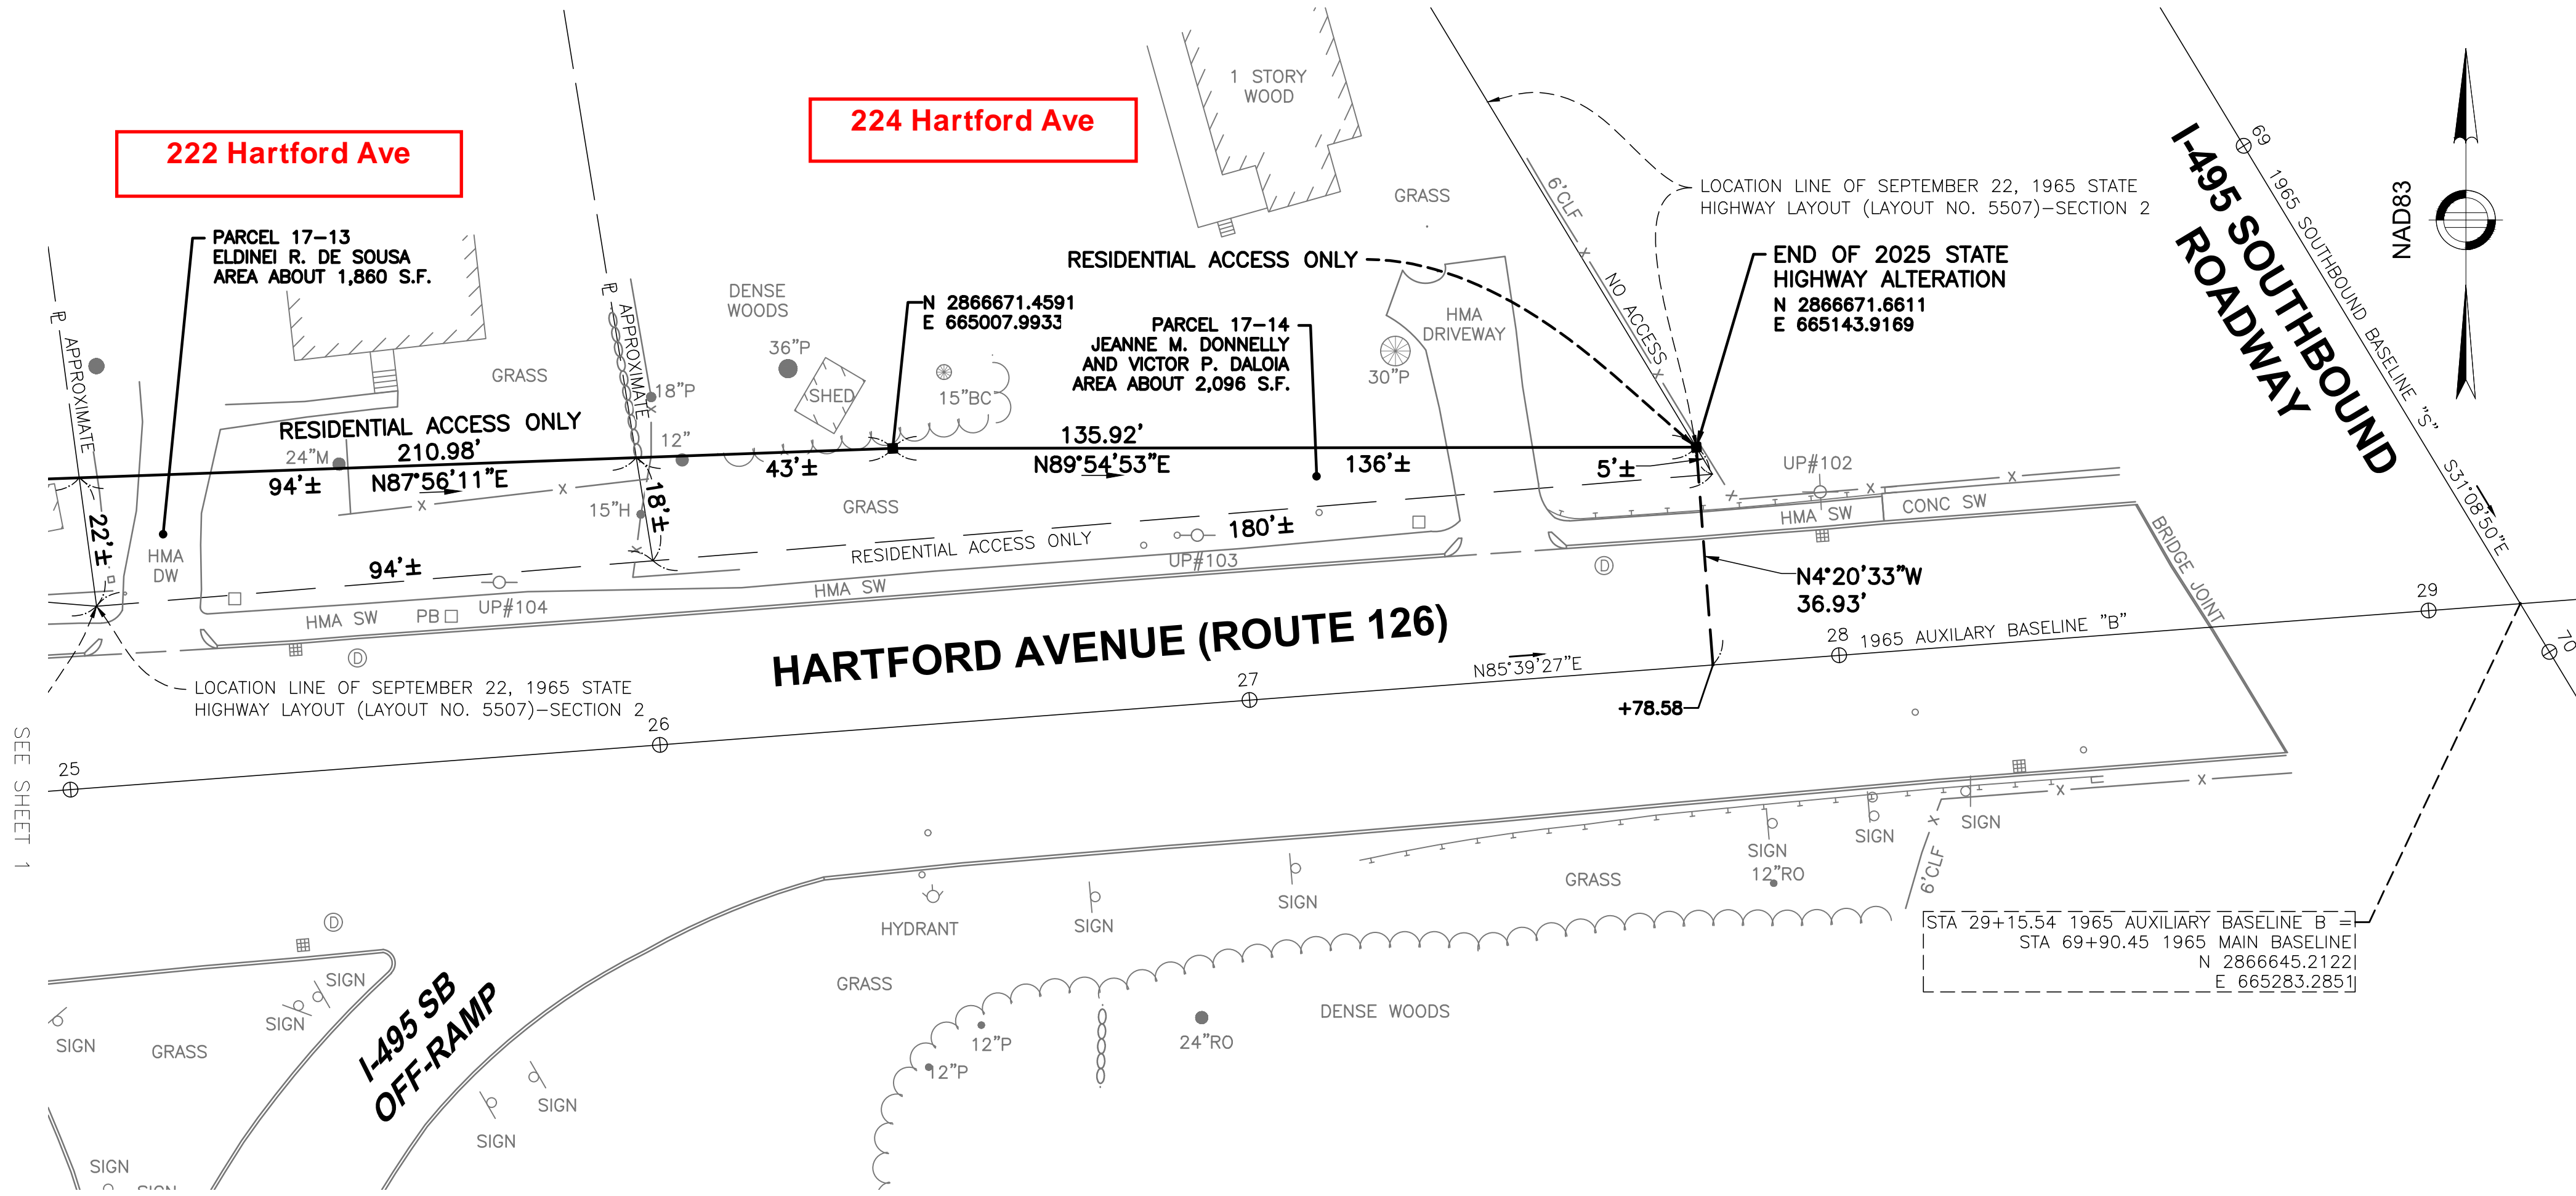 222 Hartford Ave
224 Hartford Ave
1 STORY
WOOD
PARCEL 17-13
ELDINEI R. DE SOUSA
AREA ABOUT 1,860 S.F.
DENSE
WOODS
36"P
SHED
15"BC
N 2866671.4591
E 665007.9933
RESIDENTIAL ACCESS ONLY
PARCEL 17-14
JEANNE M. DONNELLY
AND VICTOR P. DALOIA
AREA ABOUT 2,096 S.F.
GRASS
HMA
DRIVEWAY
30"P
6'CLF
NO ACCESS
LOCATION LINE OF SEPTEMBER 22, 1965 STATE
HIGHWAY LAYOUT (LAYOUT NO. 5507)-SECTION 2
END OF 2025 STATE
HIGHWAY ALTERATION
N 2866671.6611
E 665143.9169
I-495 SOUTHBOUND
ROADWAY
69
1965 SOUTHBOUND BASELINE "S"
S31°08'50"E
70
NAD83
PL APPROXIMATE
PL APPROXIMATE
GRASS
18"P
12"
RESIDENTIAL ACCESS ONLY
210.98'
24"M
94'±
N87°56'11"E
43'±
135.92'
N89°54'53"E
136'±
5'±
22'±
18'±
15"H
GRASS
HMA
DW
94'±
RESIDENTIAL ACCESS ONLY
180'±
UP#103
UP#104
HMA SW
PB
HMA SW
UP#102
HMA SW
CONC SW
BRIDGE JOINT
N4°20'33"W
36.93'
HARTFORD AVENUE (ROUTE 126)
D
D
LOCATION LINE OF SEPTEMBER 22, 1965 STATE
HIGHWAY LAYOUT (LAYOUT NO. 5507)-SECTION 2
25
26
27
28
29
N85°39'27"E
1965 AUXILARY BASELINE "B"
+78.58
SEE SHEET 1
D
SIGN
SIGN
SIGN
GRASS
SIGN
SIGN
I-495 SB
OFF-RAMP
SIGN
SIGN
HYDRANT
GRASS
SIGN
SIGN
GRASS
SIGN
12"RO
SIGN
SIGN
6'CLF
12"P
12"P
24"RO
DENSE WOODS
STA 29+15.54 1965 AUXILIARY BASELINE B =
STA 69+90.45 1965 MAIN BASELINE
N 2866645.2122
E 665283.2851